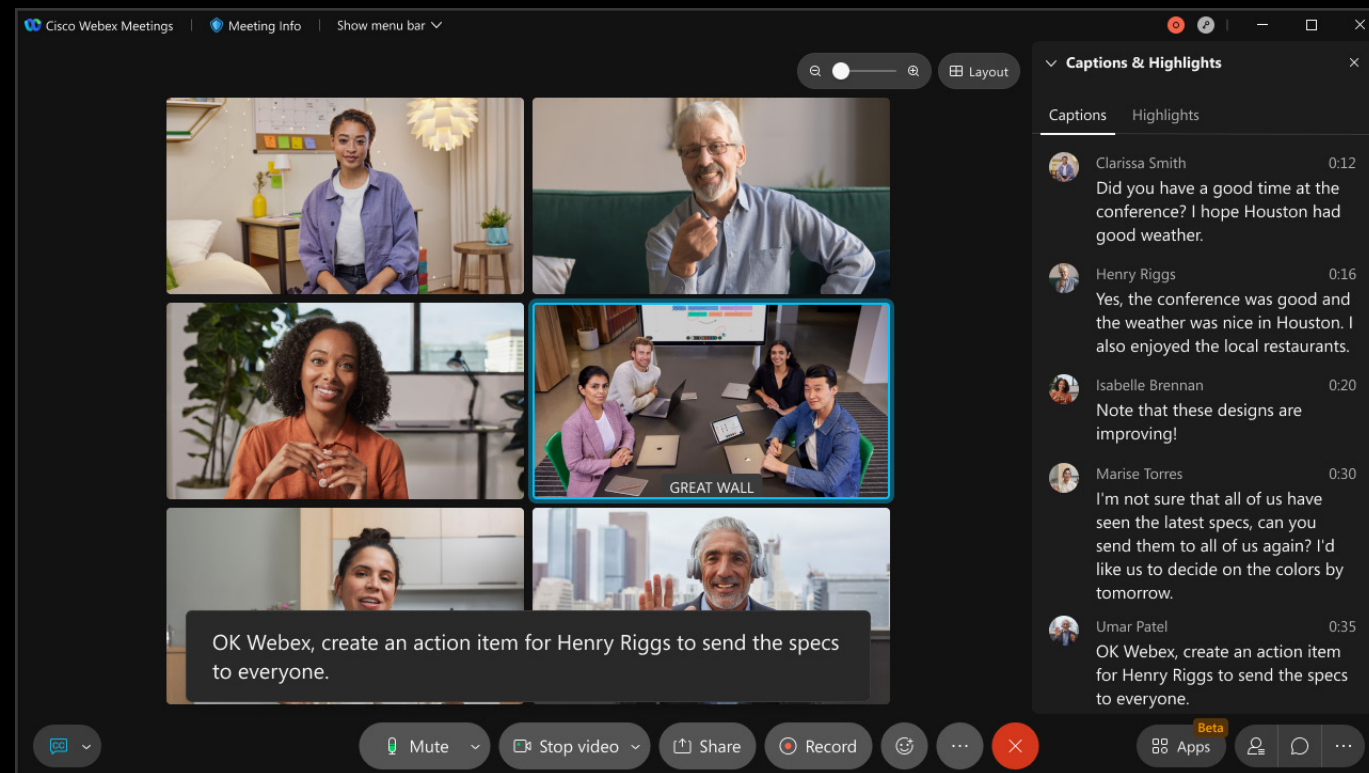 Cisco Webex Meetings
Meeting Info
Show menu bar
Layout
Captions & Highlights
Captions
Highlights
Clarissa Smith 0:12
Did you have a good time at the
conference? I hope Houston had
good weather.
Henry Riggs 0:16
Yes, the conference was good and
the weather was nice in Houston. I
also enjoyed the local restaurants.
Isabelle Brennan 0:20
Note that these designs are
improving!
Marise Torres 0:30
I'm not sure that all of us have
seen the latest specs, can you
send them to all of us again? I'd
like us to decide on the colors by
tomorrow.
Umar Patel 0:35
OK Webex, create an action item
for Henry Riggs to send the specs
to everyone.
GREAT WALL
OK Webex, create an action item for Henry Riggs to send the specs
to everyone.
CC
Mute
Stop video
Share
Record
Beta
Apps